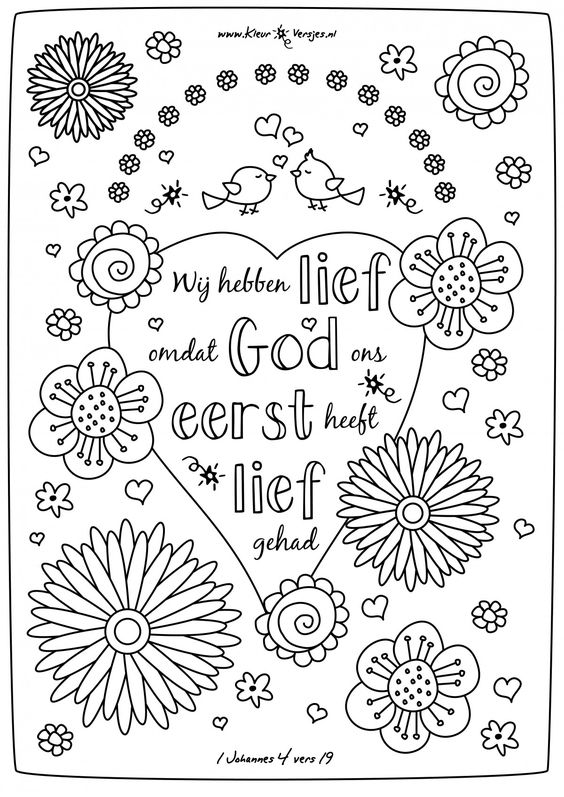 www.KleurVersjes.nl
Wij hebben lief
omdat God ons
eerst heeft
lief
gehad
1 Johannes 4 vers 19